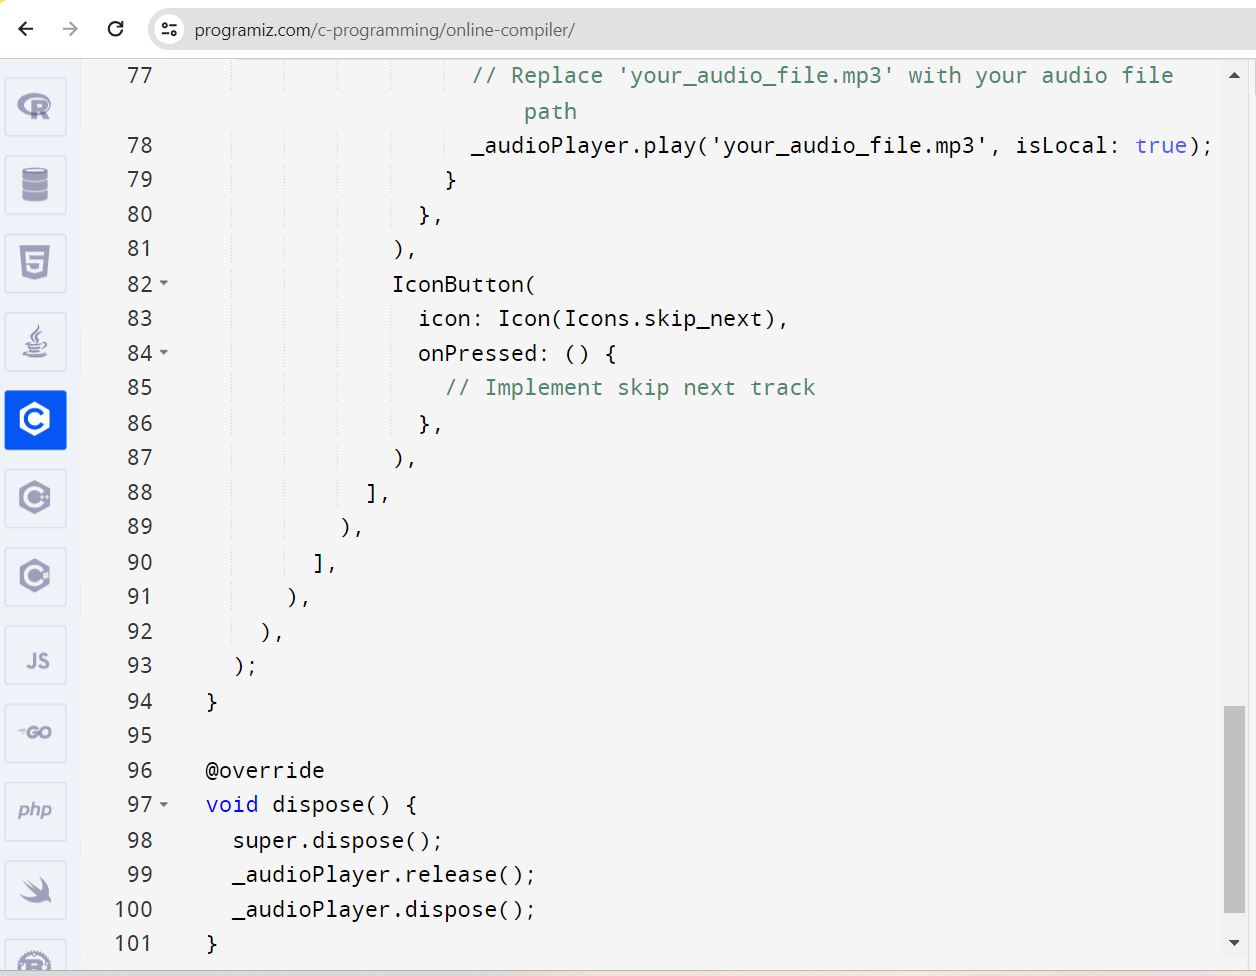 programiz.com/c-programming/online-compiler/
77 // Replace 'your_audio_file.mp3' with your audio file
path
78 _audioPlayer.play('your_audio_file.mp3', isLocal: true);
79 }
80 },
81 ),
82 IconButton(
83 icon: Icon(Icons.skip_next),
84 onPressed: () {
85 // Implement skip next track
86 },
87 ),
88 ],
89 ),
90 ],
91 ),
92 ),
93 );
94 }
95
96 @override
97 void dispose() {
98 super.dispose();
99 _audioPlayer.release();
100 _audioPlayer.dispose();
101 }
R
5
C
C++
C#
JS
GO
php
R